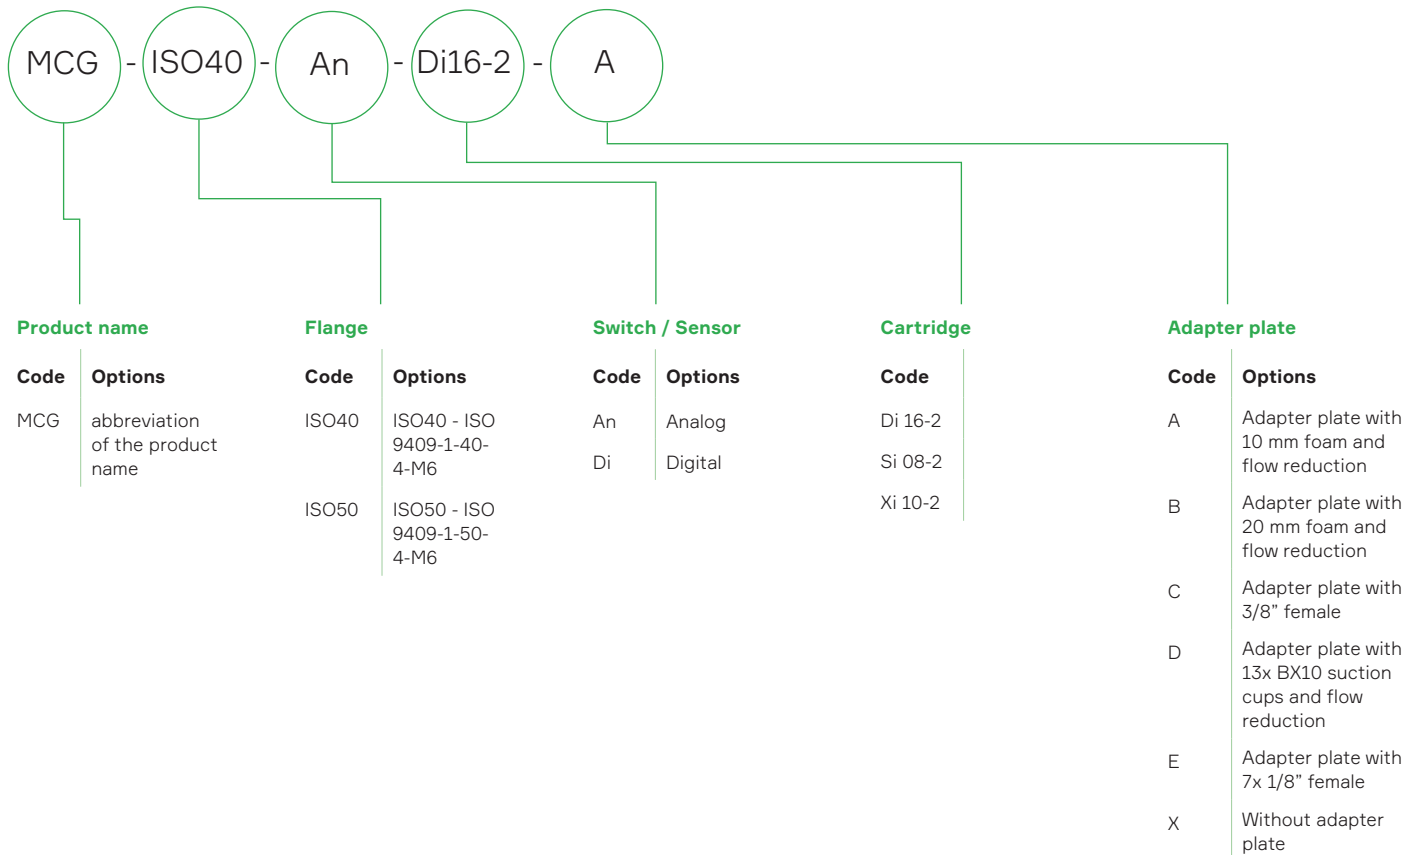 MCG - ISO40 - An - Di16-2 - A
Product name
Code Options
MCG abbreviation
of the product
name
Flange
Code Options
ISO40 ISO40 - ISO
9409-1-40-
4-M6
ISO50 ISO50 - ISO
9409-1-50-
4-M6
Switch / Sensor
Code Options
An Analog
Di Digital
Cartridge
Code
Di 16-2
Si 08-2
Xi 10-2
Adapter plate
Code Options
A Adapter plate with
10 mm foam and
flow reduction
B Adapter plate with
20 mm foam and
flow reduction
C Adapter plate with
3/8” female
D Adapter plate with
13x BX10 suction
cups and flow
reduction
E Adapter plate with
7x 1/8” female
X Without adapter
plate